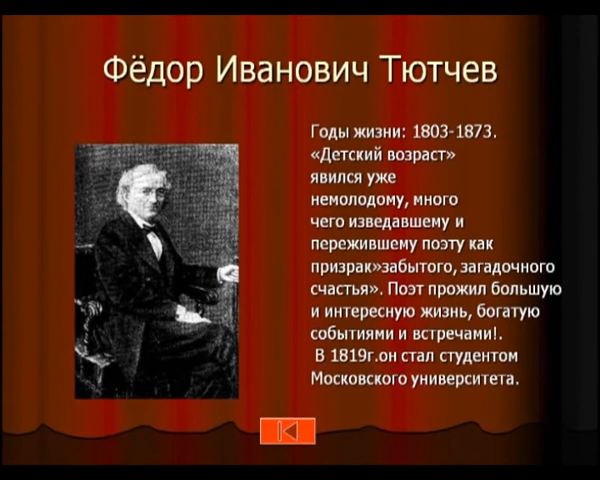 Фёдор Иванович Тютчев
Годы жизни: 1803-1873.
«Детский возраст»
явился уже
немолодому, много
чего изведавшему и
пережившему поэту как
призрак»забытого, загадочного
счастья». Поэт прожил большую
и интересную жизнь, богатую
событиями и встречами!.
В 1819г.он стал студентом
Московского университета.